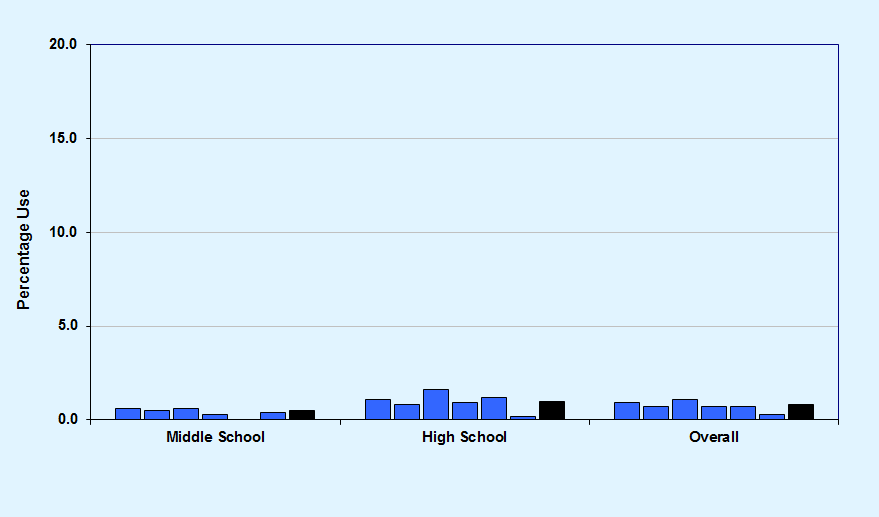 20.0
15.0
10.0
5.0
0.0
Percentage Use
Middle School
High School
Overall